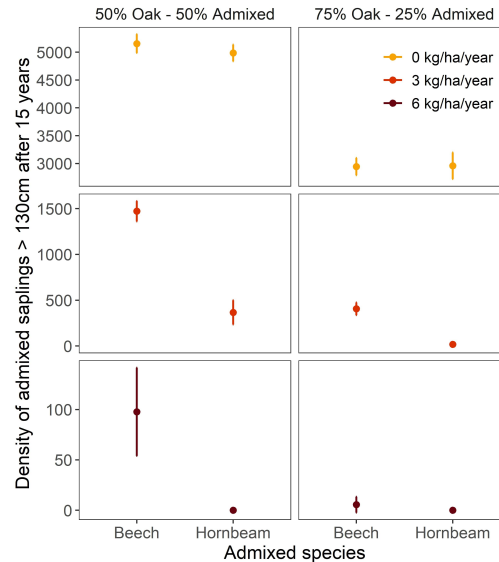 50% Oak - 50% Admixed
75% Oak - 25% Admixed
Density of admixed saplings > 130cm after 15 years
5000
4500
4000
3500
3000
0 kg/ha/year
3 kg/ha/year
6 kg/ha/year
1500
1000
500
0
100
50
0
Beech
Hornbeam
Beech
Hornbeam
Admixed species